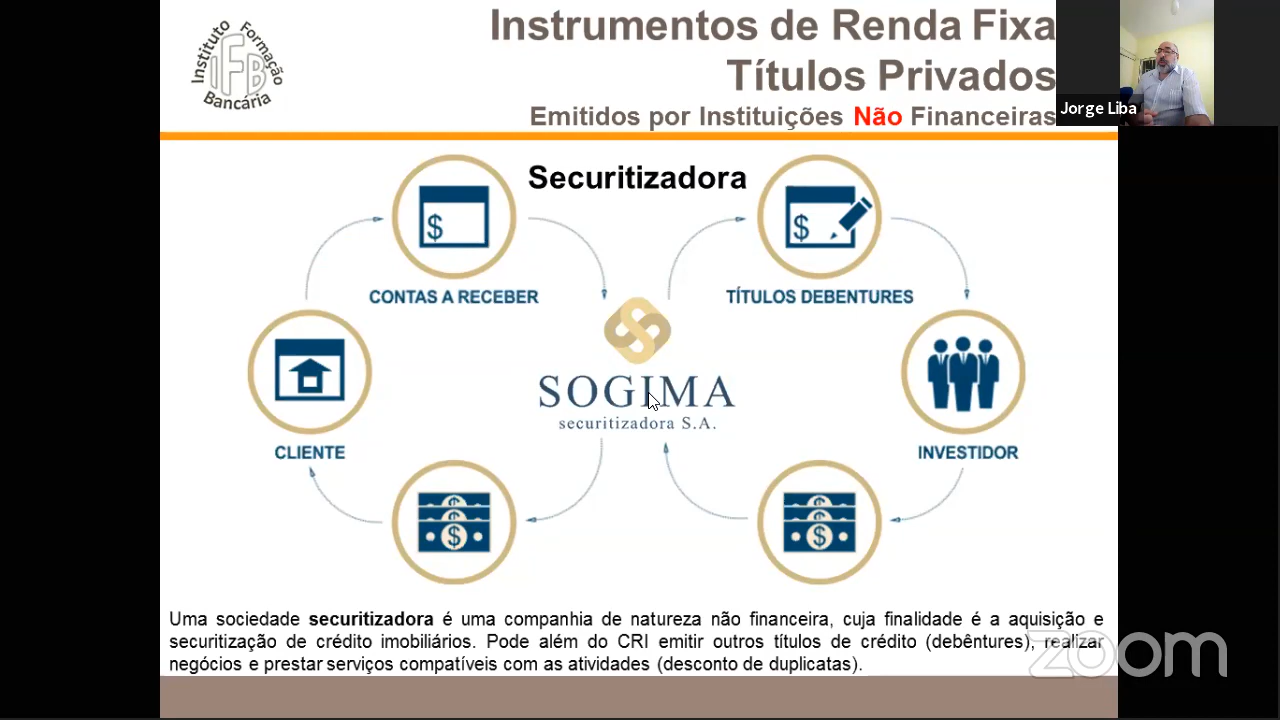 Instituto Formação
IFB
Bancária
Instrumentos de Renda Fixa
Títulos Privados
Emitidos por Instituições Não Financeiras
Jorge Liba
Securitizadora
$
$
CONTAS A RECEBER
TÍTULOS DEBENTURES
SOGIMA
securitizadora S.A.
CLIENTE
INVESTIDOR
$
$
Uma sociedade securitizadora é uma companhia de natureza não financeira, cuja finalidade é a aquisição e
securitização de crédito imobiliários. Pode além do CRI emitir outros títulos de crédito (debêntures), realizar
negócios e prestar serviços compatíveis com as atividades (desconto de duplicatas).
zoom